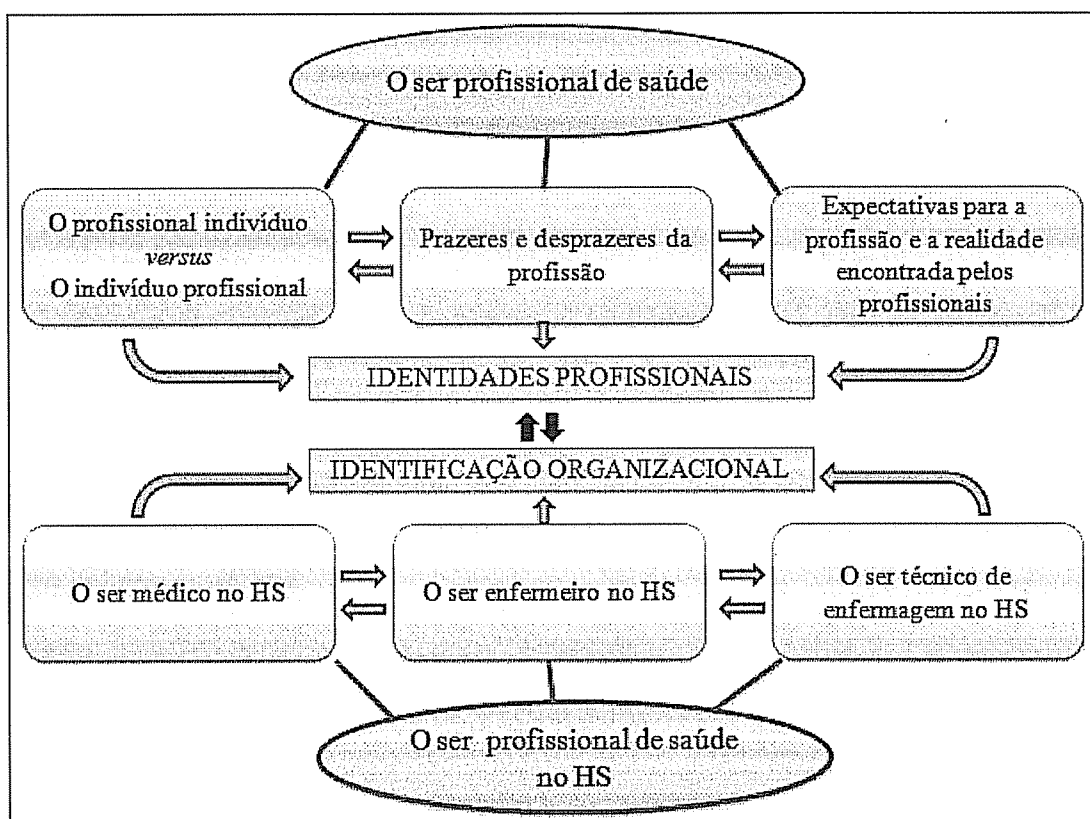 O ser profissional de saúde
O profissional indivíduo
versus
O indivíduo profissional
Prazeres e desprazeres da
profissão
Expectativas para a
profissão e a realidade
encontrada pelos
profissionais
IDENTIDADES PROFISSIONAIS
IDENTIFICAÇÃO ORGANIZACIONAL
O ser médico no HS
O ser enfermeiro no HS
O ser técnico de
enfermagem no HS
O ser profissional de saúde
no HS